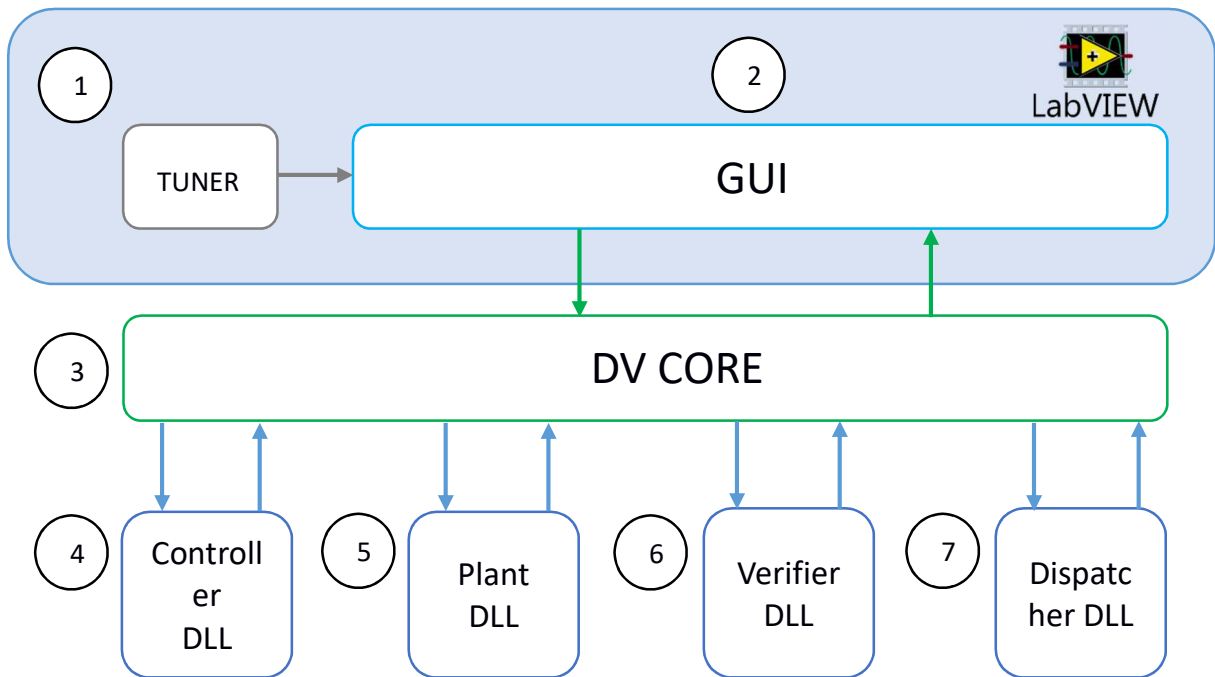 1
2
LabVIEW
TUNER
GUI
3
DV CORE
4
Controll
er
DLL
5
Plant
DLL
6
Verifier
DLL
7
Dispatc
her DLL